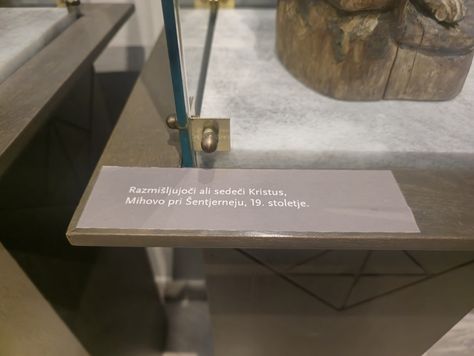 Razmišljujoči ali sedeči Kristus,
Mihovo pri Šentjerneju, 19. stoletje.